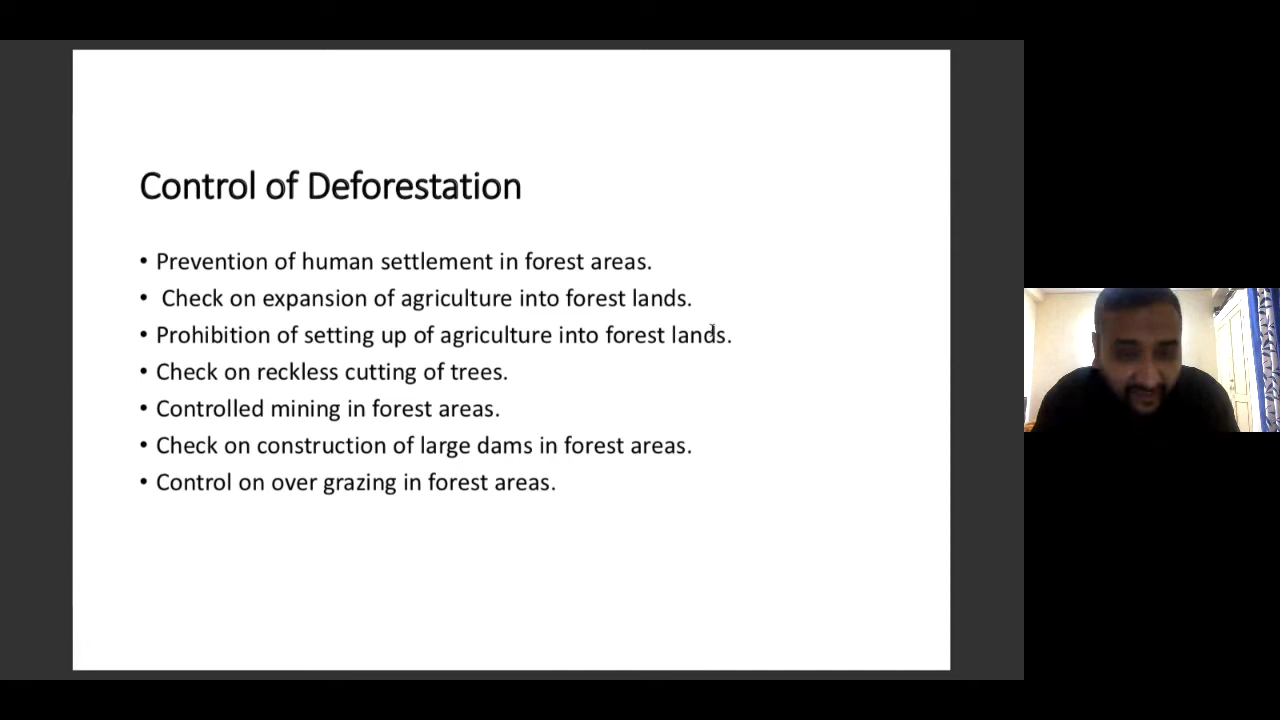 Control of Deforestation
• Prevention of human settlement in forest areas.
• Check on expansion of agriculture into forest lands.
• Prohibition of setting up of agriculture into forest lands.
• Check on reckless cutting of trees.
• Controlled mining in forest areas.
• Check on construction of large dams in forest areas.
• Control on over grazing in forest areas.